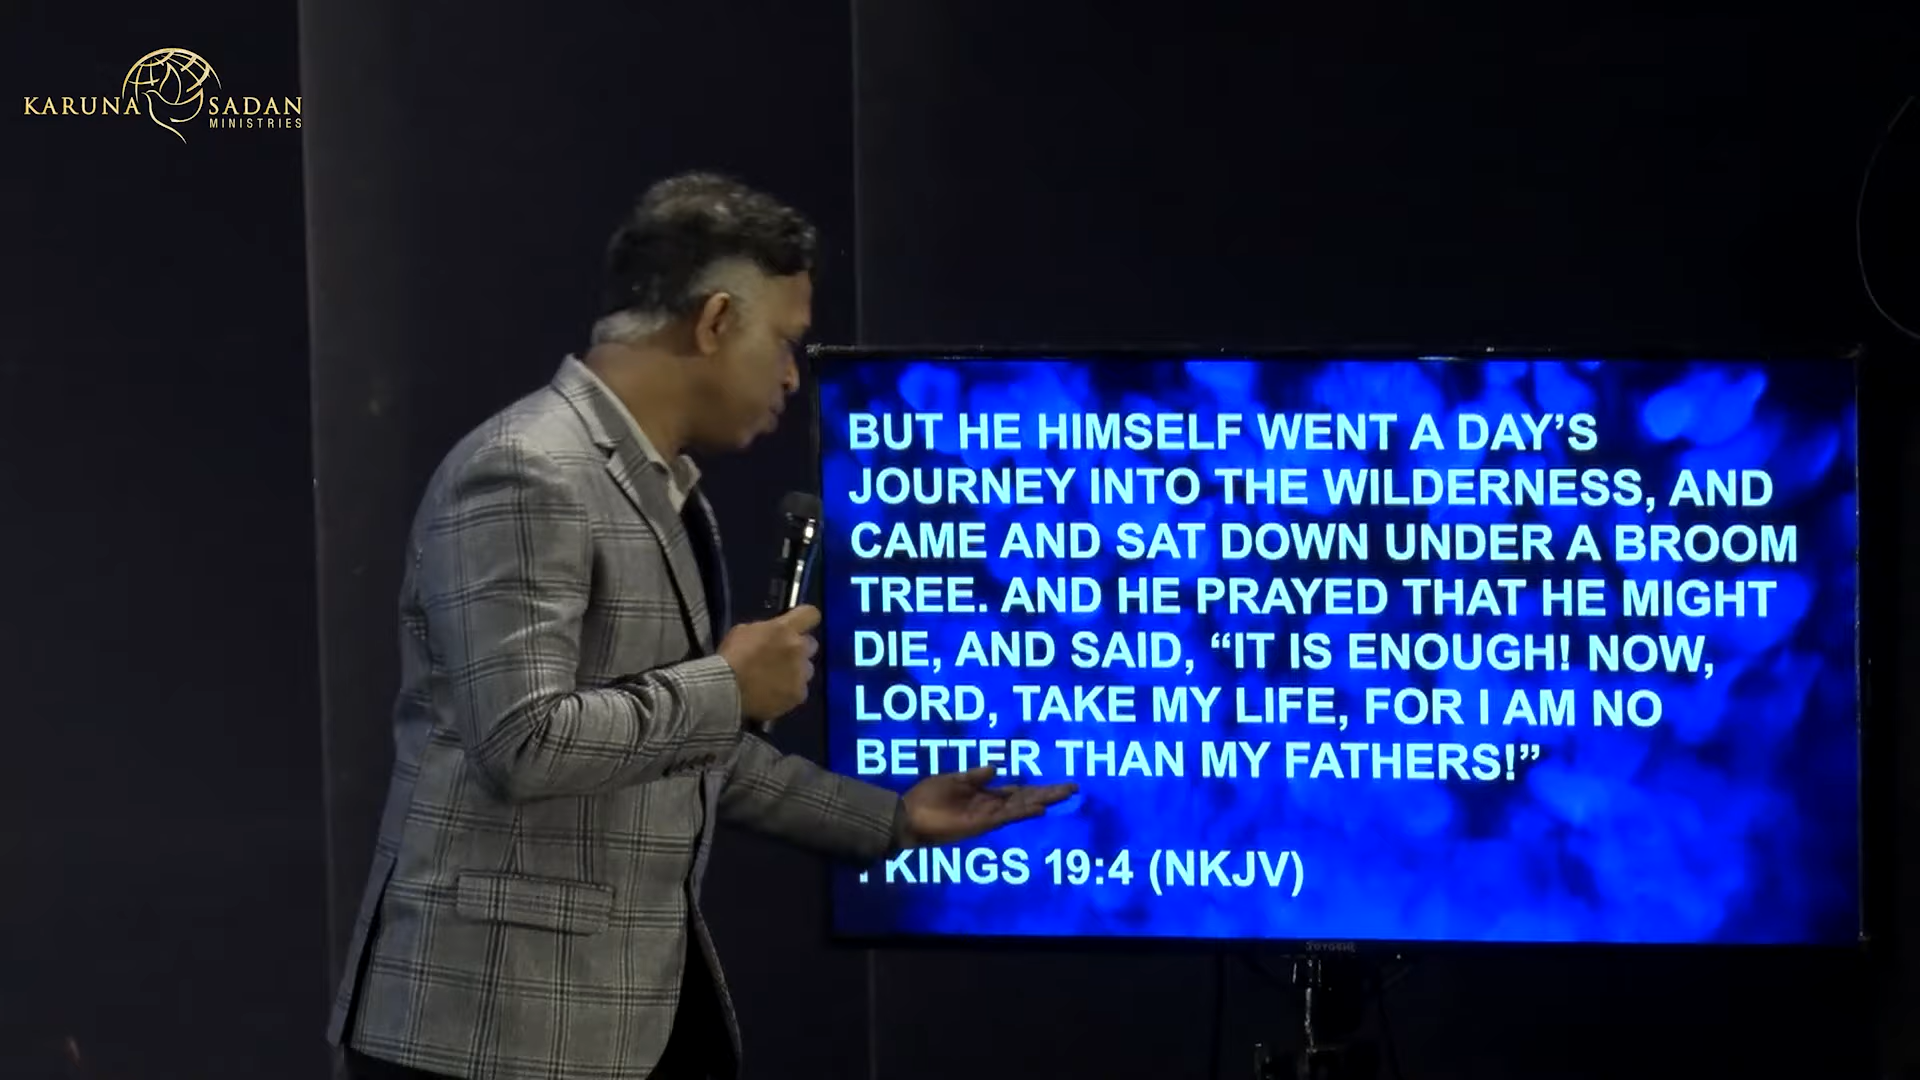 KARUNA SADAN
MINISTRIES
BUT HE HIMSELF WENT A DAY’S
JOURNEY INTO THE WILDERNESS, AND
CAME AND SAT DOWN UNDER A BROOM
TREE. AND HE PRAYED THAT HE MIGHT
DIE, AND SAID, “IT IS ENOUGH! NOW,
LORD, TAKE MY LIFE, FOR I AM NO
BETTER THAN MY FATHERS!”
KINGS 19:4 (NKJV)